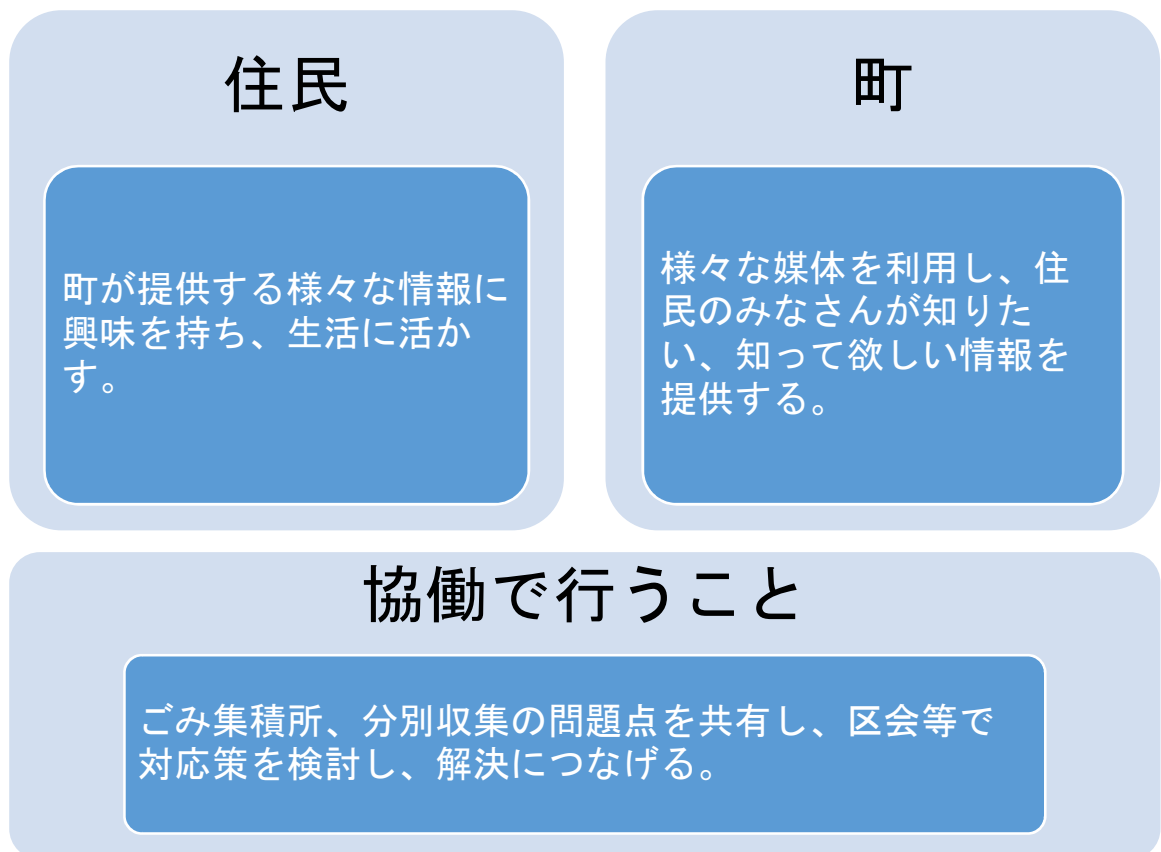 住民
町が提供する様々な情報に
興味を持ち、生活に活か
す。
町
様々な媒体を利用し、住
民のみなさんが知りた
い、知って欲しい情報を
提供する。
協働で行うこと
ごみ集積所、分別収集の問題点を共有し、区会等で
対応策を検討し、解決につなげる。